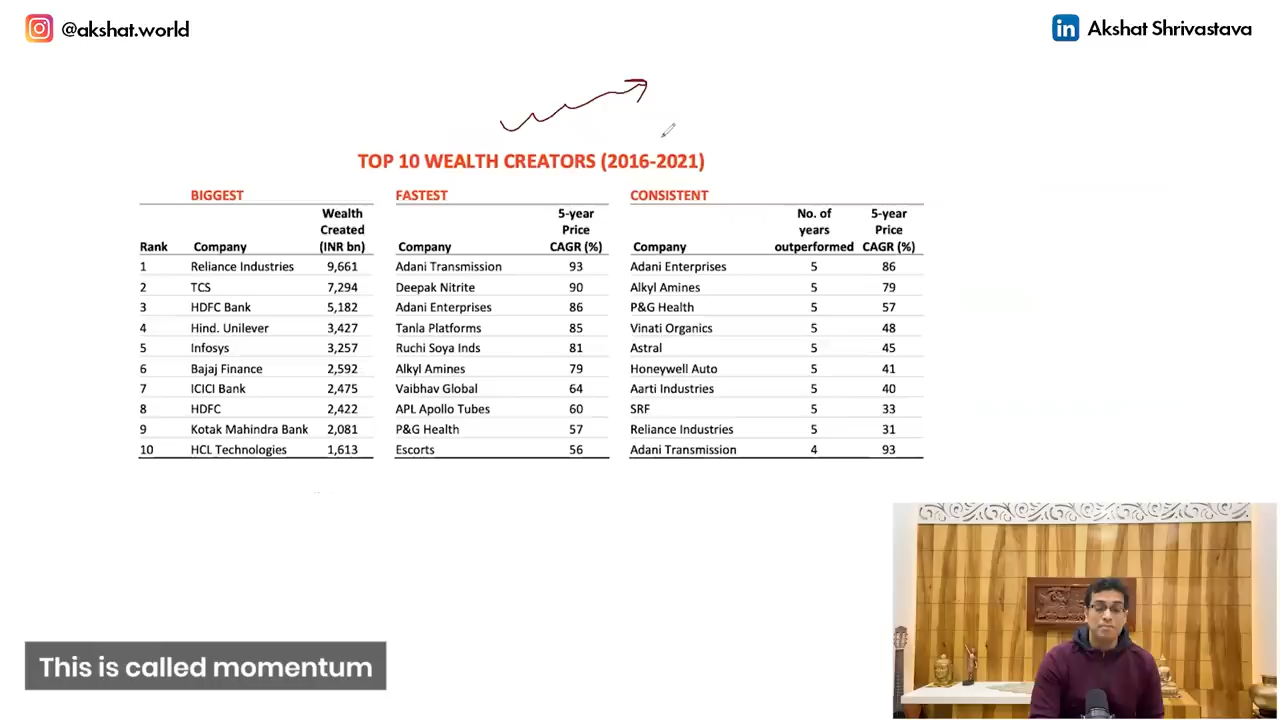 @akshat.world
in Akshat Shrivastava
TOP 10 WEALTH CREATORS (2016-2021)
BIGGEST FASTEST CONSISTENT
Rank Company Wealth Created (INR bn) Company 5-year Price CAGR (%) Company No. of years outperformed 5-year Price CAGR (%)
1 Reliance Industries 9,661 Adani Transmission 93 Adani Enterprises 5 86
2 TCS 7,294 Deepak Nitrite 90 Alkyl Amines 5 79
3 HDFC Bank 5,182 Adani Enterprises 86 P&G Health 5 57
4 Hind. Unilever 3,427 Tanla Platforms 85 Vinati Organics 5 48
5 Infosys 3,257 Ruchi Soya Inds 81 Astral 5 45
6 Bajaj Finance 2,592 Alkyl Amines 79 Honeywell Auto 5 41
7 ICICI Bank 2,475 Vaibhav Global 64 Aarti Industries 5 40
8 HDFC 2,422 APL Apollo Tubes 60 SRF 5 33
9 Kotak Mahindra Bank 2,081 P&G Health 57 Reliance Industries 5 31
10 HCL Technologies 1,613 Escorts 56 Adani Transmission 4 93
This is called momentum